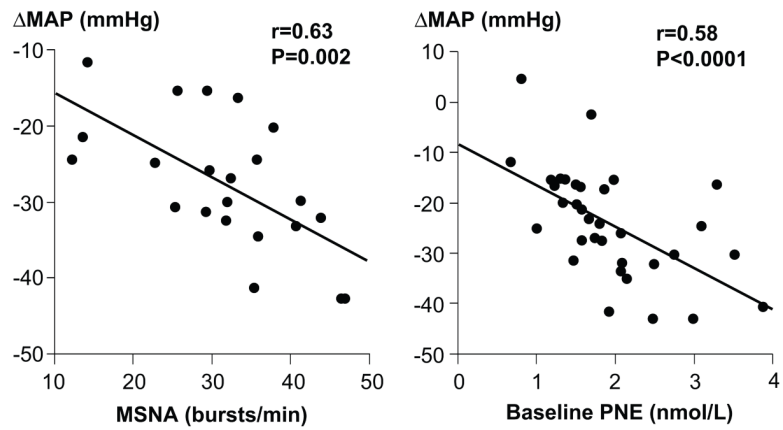 ΔMAP (mmHg)
r=0.63
P=0.002
-10
-20
-30
-40
-50
10
20
30
40
50
MSNA (bursts/min)
ΔMAP (mmHg)
r=0.58
P<0.0001
10
0
-10
-20
-30
-40
-50
0
1
2
3
4
Baseline PNE (nmol/L)